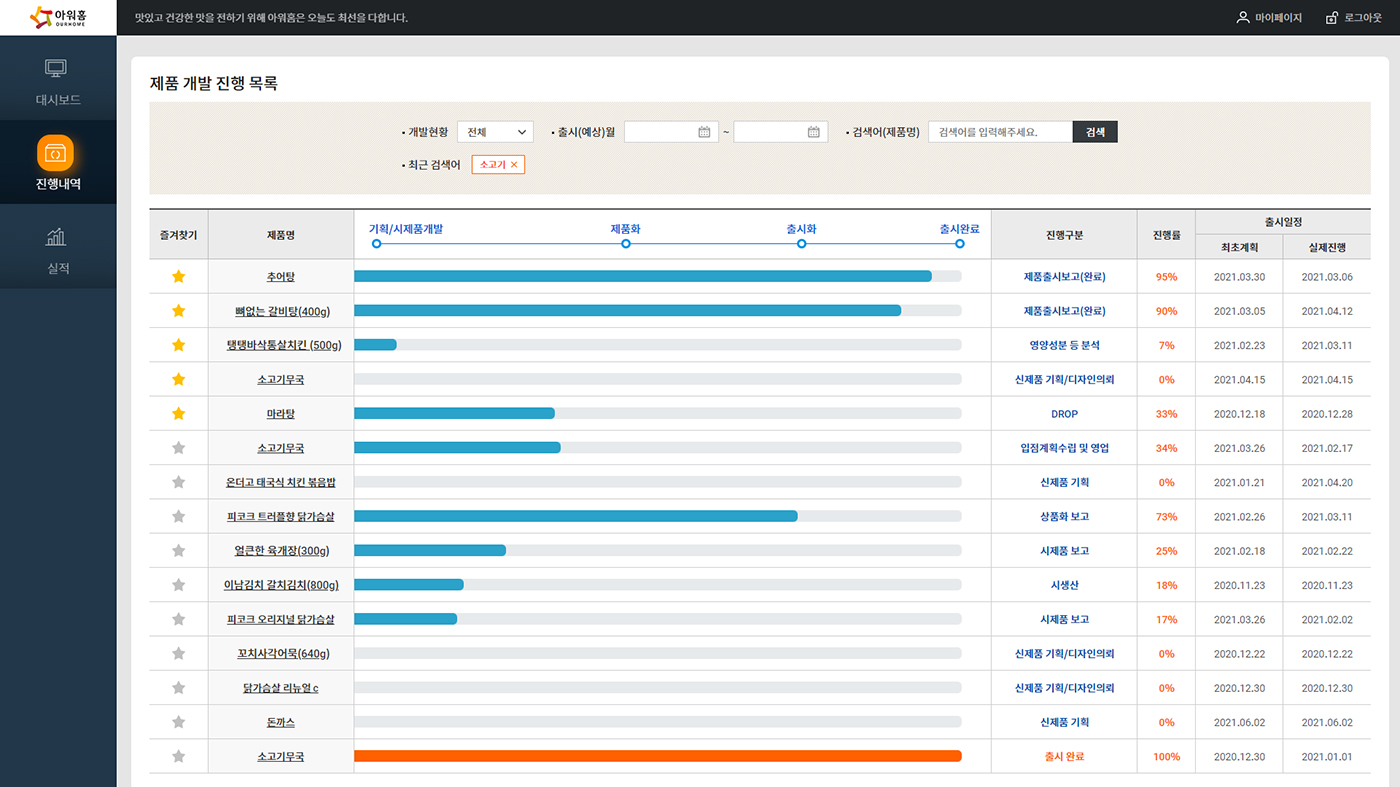 아워홈
OURHOME
맛있고 건강한 맛을 전하기 위해 아워홈은 오늘도 최선을 다합니다.
마이페이지
로그아웃
대시보드
진행내역
실적
제품 개발 진행 목록
• 개발현황 전체 • 출시(예상)월 ~ • 검색어(제품명) 검색어를 입력해주세요. 검색
• 최근 검색어 소고기 ×
즐겨찾기 제품명 기획/시제품개발 제품화 출시화 출시완료 진행구분 진행률 출시일정
최초계획 실제진행
추어탕 제품출시보고(완료) 95% 2021.03.30 2021.03.06
뼈없는 갈비탕(400g) 제품출시보고(완료) 90% 2021.03.05 2021.04.12
탱탱바삭통살치킨 (500g) 영양성분 등 분석 7% 2021.02.23 2021.03.11
소고기무국 신제품 기획/디자인의뢰 0% 2021.04.15 2021.04.15
마라탕 DROP 33% 2020.12.18 2020.12.28
소고기무국 입점계획수립 및 영업 34% 2021.03.26 2021.02.17
온더고 태국식 치킨 볶음밥 신제품 기획 0% 2021.01.21 2021.04.20
피코크 트러플향 닭가슴살 상품화 보고 73% 2021.02.26 2021.03.11
얼큰한 육개장(300g) 시제품 보고 25% 2021.02.18 2021.02.22
이남김치 갈치김치(800g) 시생산 18% 2020.11.23 2020.11.23
피코크 오리지널 닭가슴살 시제품 보고 17% 2021.03.26 2021.02.02
꼬치사각어묵(640g) 신제품 기획/디자인의뢰 0% 2020.12.22 2020.12.22
닭가슴살 리뉴얼 c 신제품 기획/디자인의뢰 0% 2020.12.30 2020.12.30
돈까스 신제품 기획 0% 2021.06.02 2021.06.02
소고기무국 출시 완료 100% 2020.12.30 2021.01.01